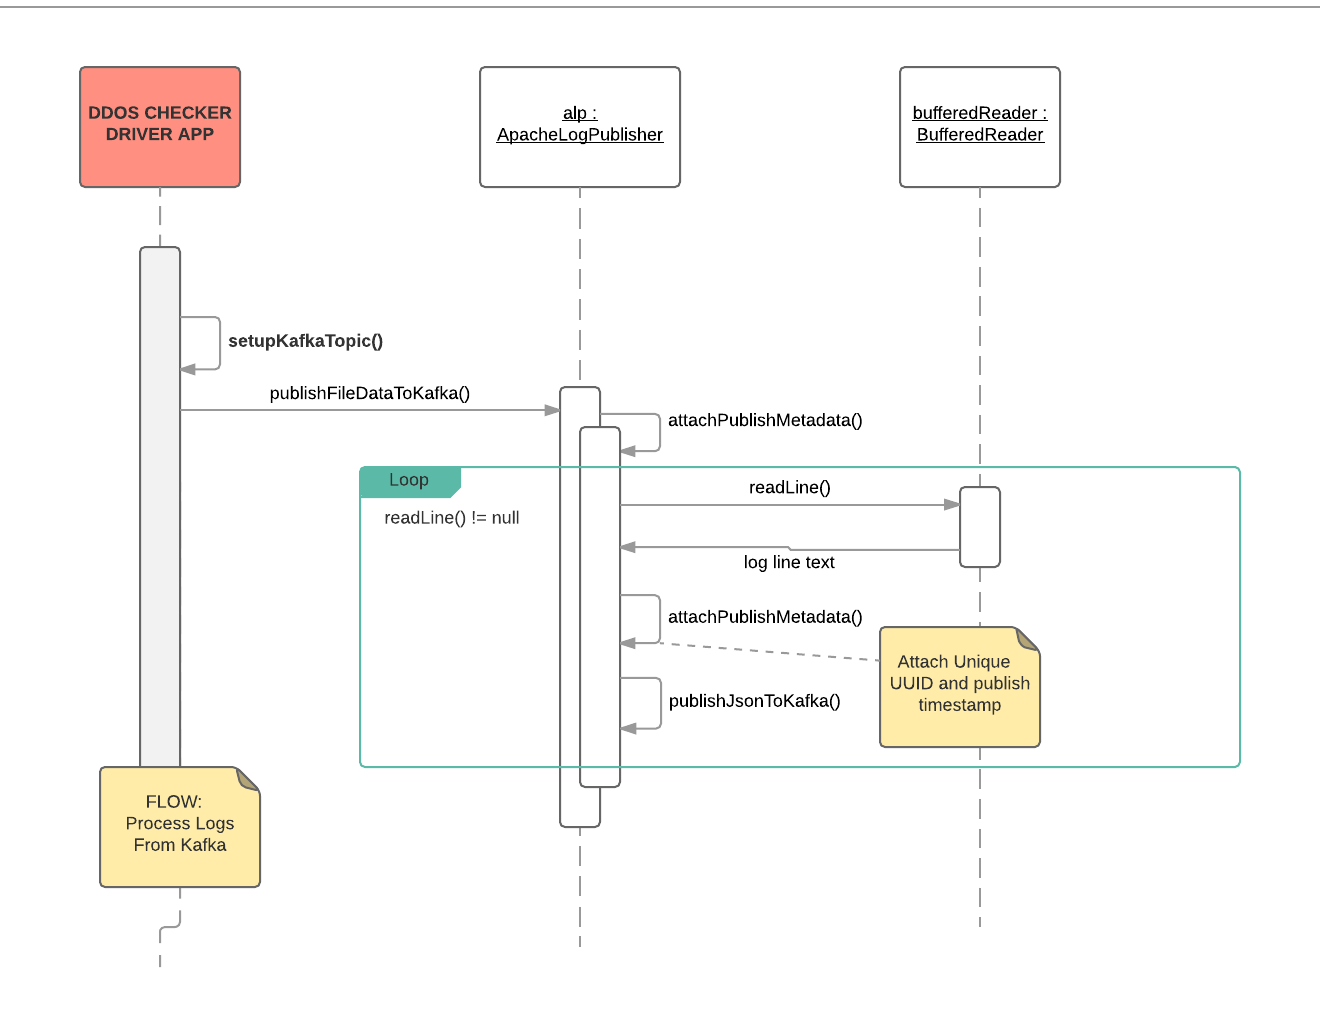 DDOS CHECKER
DRIVER APP
alp :
ApacheLogPublisher
bufferedReader :
BufferedReader
setupKafkaTopic()
publishFileDataToKafka()
attachPublishMetadata()
Loop
readLine() != null
readLine()
log line text
attachPublishMetadata()
Attach Unique
UUID and publish
timestamp
publishJsonToKafka()
FLOW:
Process Logs
From Kafka